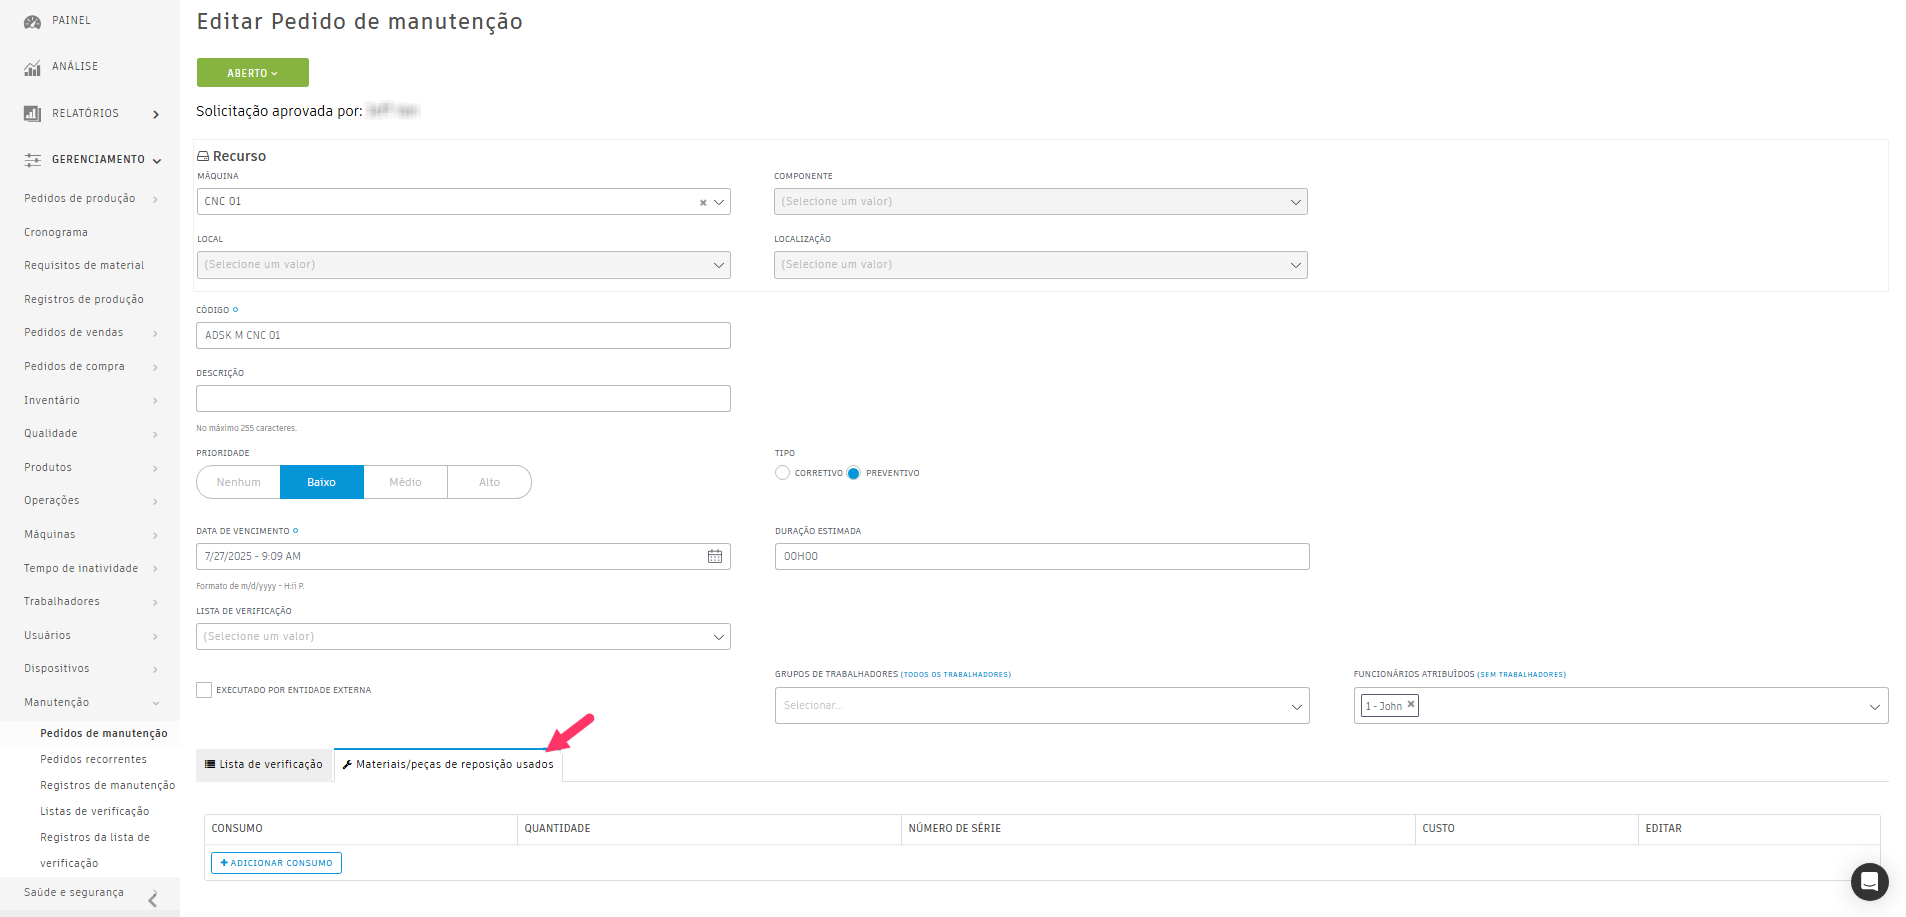 PAINEL
ANÁLISE
RELATÓRIOS
GERENCIAMENTO
Pedidos de produção
Cronograma
Requisitos de material
Registros de produção
Pedidos de vendas
Pedidos de compra
Inventário
Qualidade
Produtos
Operações
Máquinas
Tempo de inatividade
Trabalhadores
Usuários
Dispositivos
Manutenção
Pedidos de manutenção
Pedidos recorrentes
Registros de manutenção
Listas de verificação
Registros da lista de
verificação
Saúde e segurança
Editar Pedido de manutenção
ABERTO
Solicitação aprovada por:
Recurso
MÁQUINA
CNC 01
COMPONENTE
(Selecione um valor)
LOCAL
(Selecione um valor)
LOCALIZAÇÃO
(Selecione um valor)
CÓDIGO
ADSK M CNC 01
DESCRIÇÃO
No máximo 255 caracteres.
PRIORIDADE
Nenhum Baixo Médio Alto
TIPO
CORRETIVO PREVENTIVO
DATA DE VENCIMENTO
7/27/2025 - 9:09 AM
Formato de m/d/yyyy - H:ii P.
DURAÇÃO ESTIMADA
00H00
LISTA DE VERIFICAÇÃO
(Selecione um valor)
EXECUTADO POR ENTIDADE EXTERNA
GRUPOS DE TRABALHADORES (TODOS OS TRABALHADORES)
Selecionar...
FUNCIONÁRIOS ATRIBUÍDOS (SEM TRABALHADORES)
1 - John
Lista de verificação
Materiais/peças de reposição usados
CONSUMO QUANTIDADE NÚMERO DE SÉRIE CUSTO EDITAR
+ ADICIONAR CONSUMO